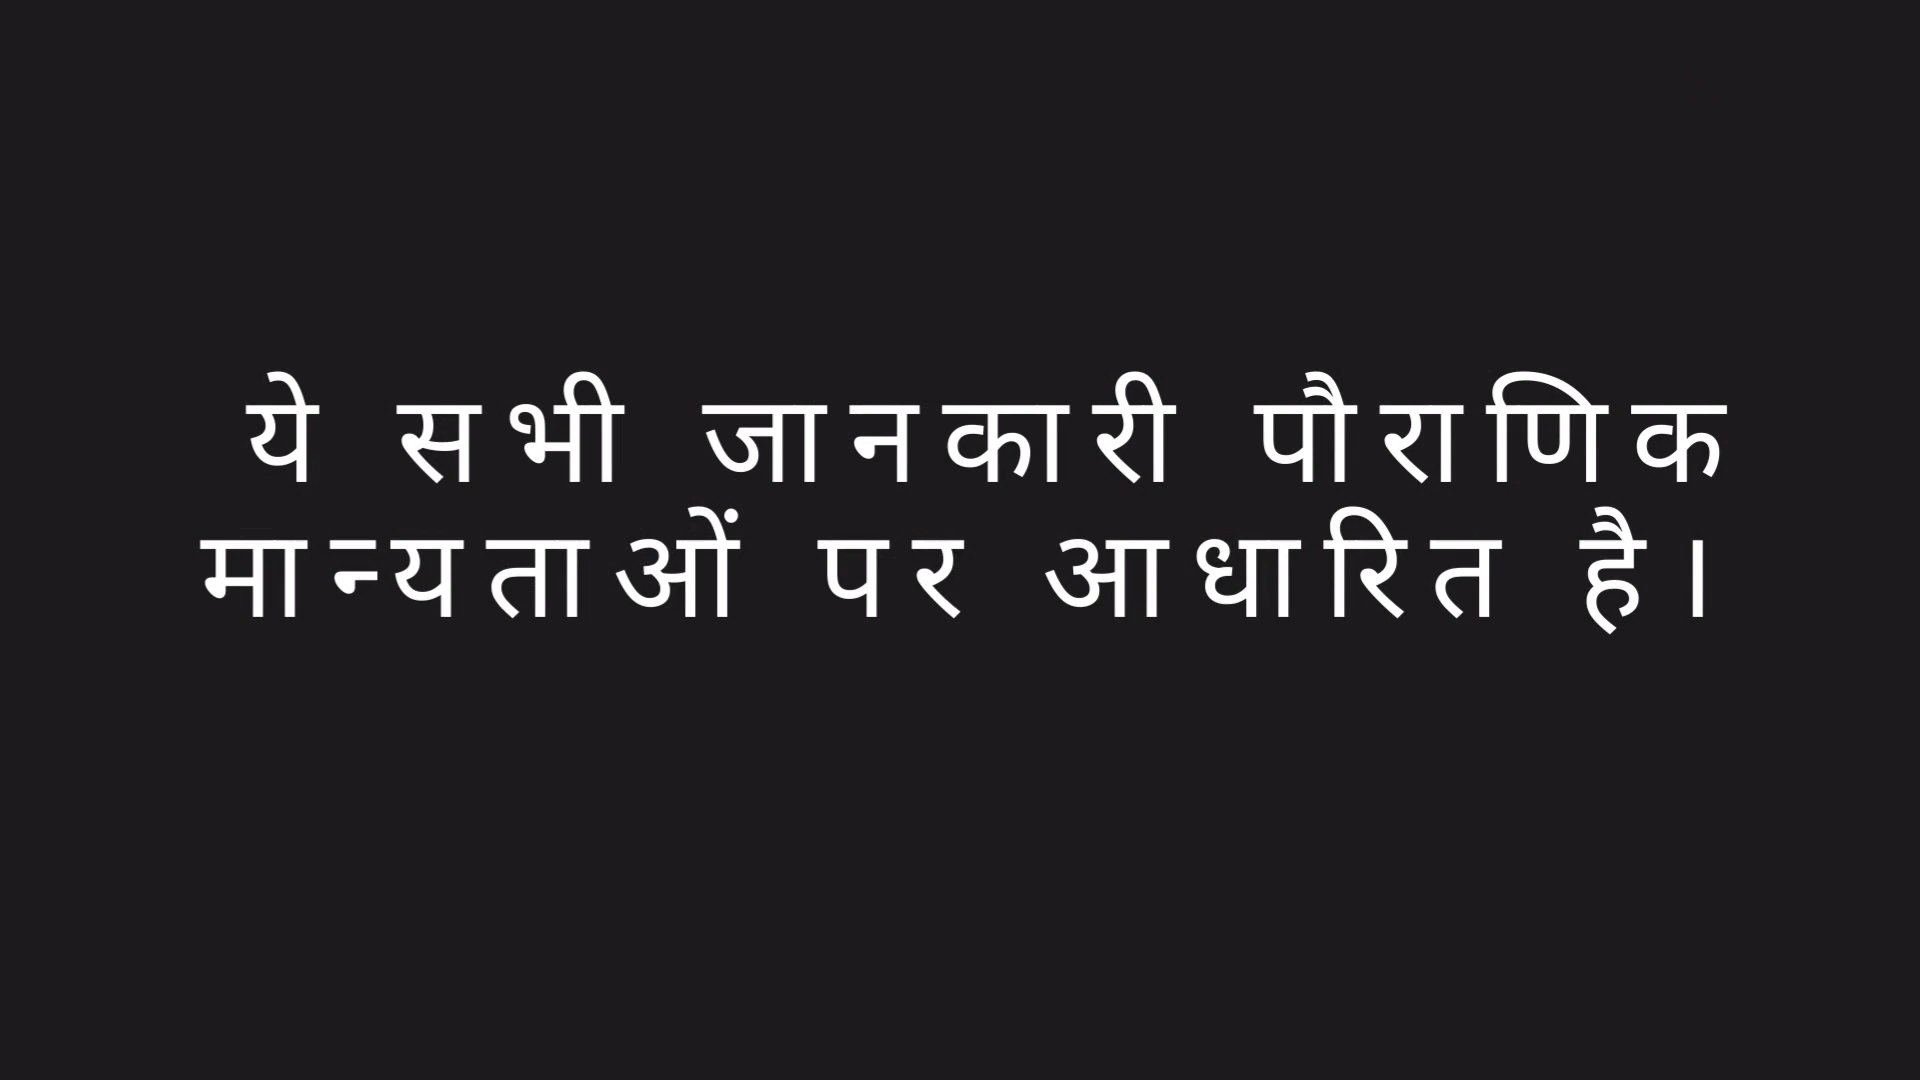 ये सभी जानकारी पौराणिक
मान्यताओं पर आधारित है।